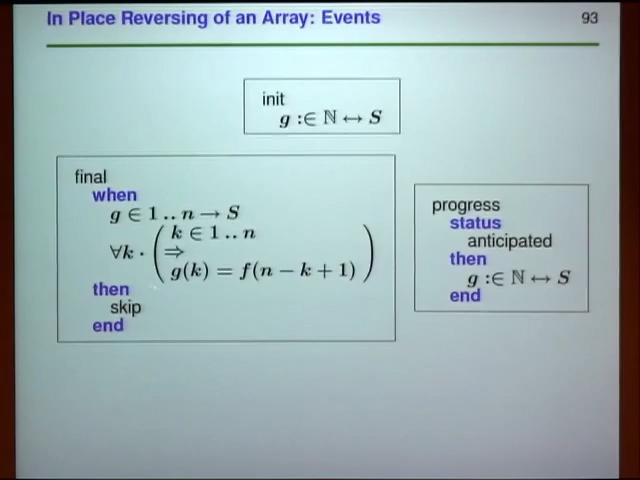 In Place Reversing of an Array: Events
93
init
g :∈ ℕ ↔ S
final
when
g ∈ 1 .. n → S
∀k · ( k ∈ 1 .. n
⇒
g(k) = f(n − k + 1) )
then
skip
end
progress
status
anticipated
then
g :∈ ℕ ↔ S
end